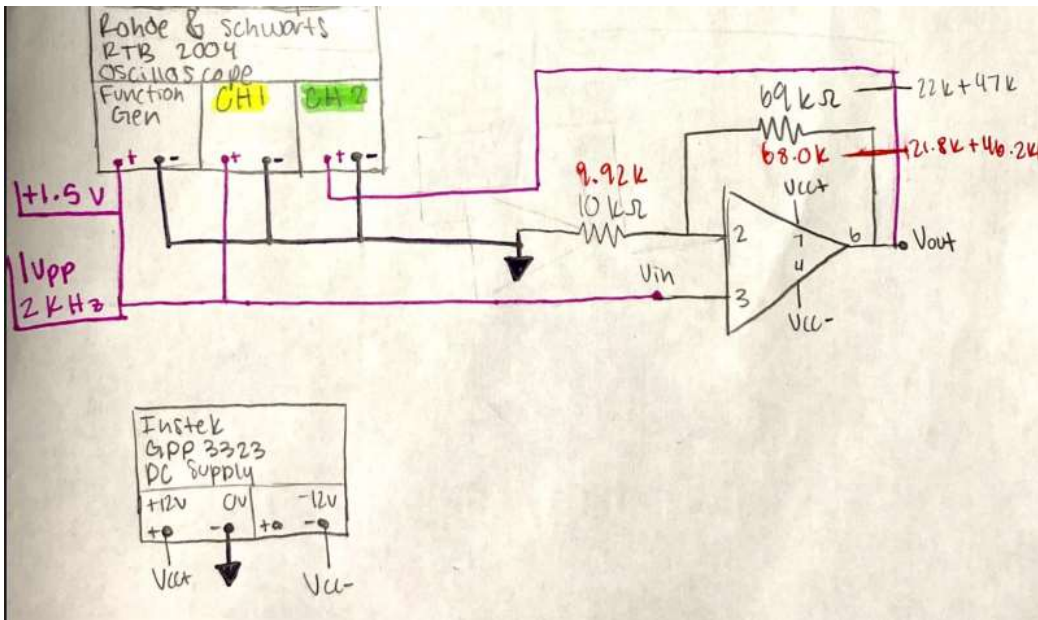 Rohde & Schwarts
RTB 2004
Oscillascope
Function
Gen
CH1
CH2
+ -
+ -
+ -
1+1.5 V
1Vpp
2KHz
69 kΩ
22k+47k
68.0k
21.8k+46.2k
9.92k
10 kΩ
Vcc+
2
7
6
4
3
Vin
Vout
Vcc-
Instek
GPP 3323
DC Supply
+12V
0V
-12V
+ - + -
Vcc+
Vcc-